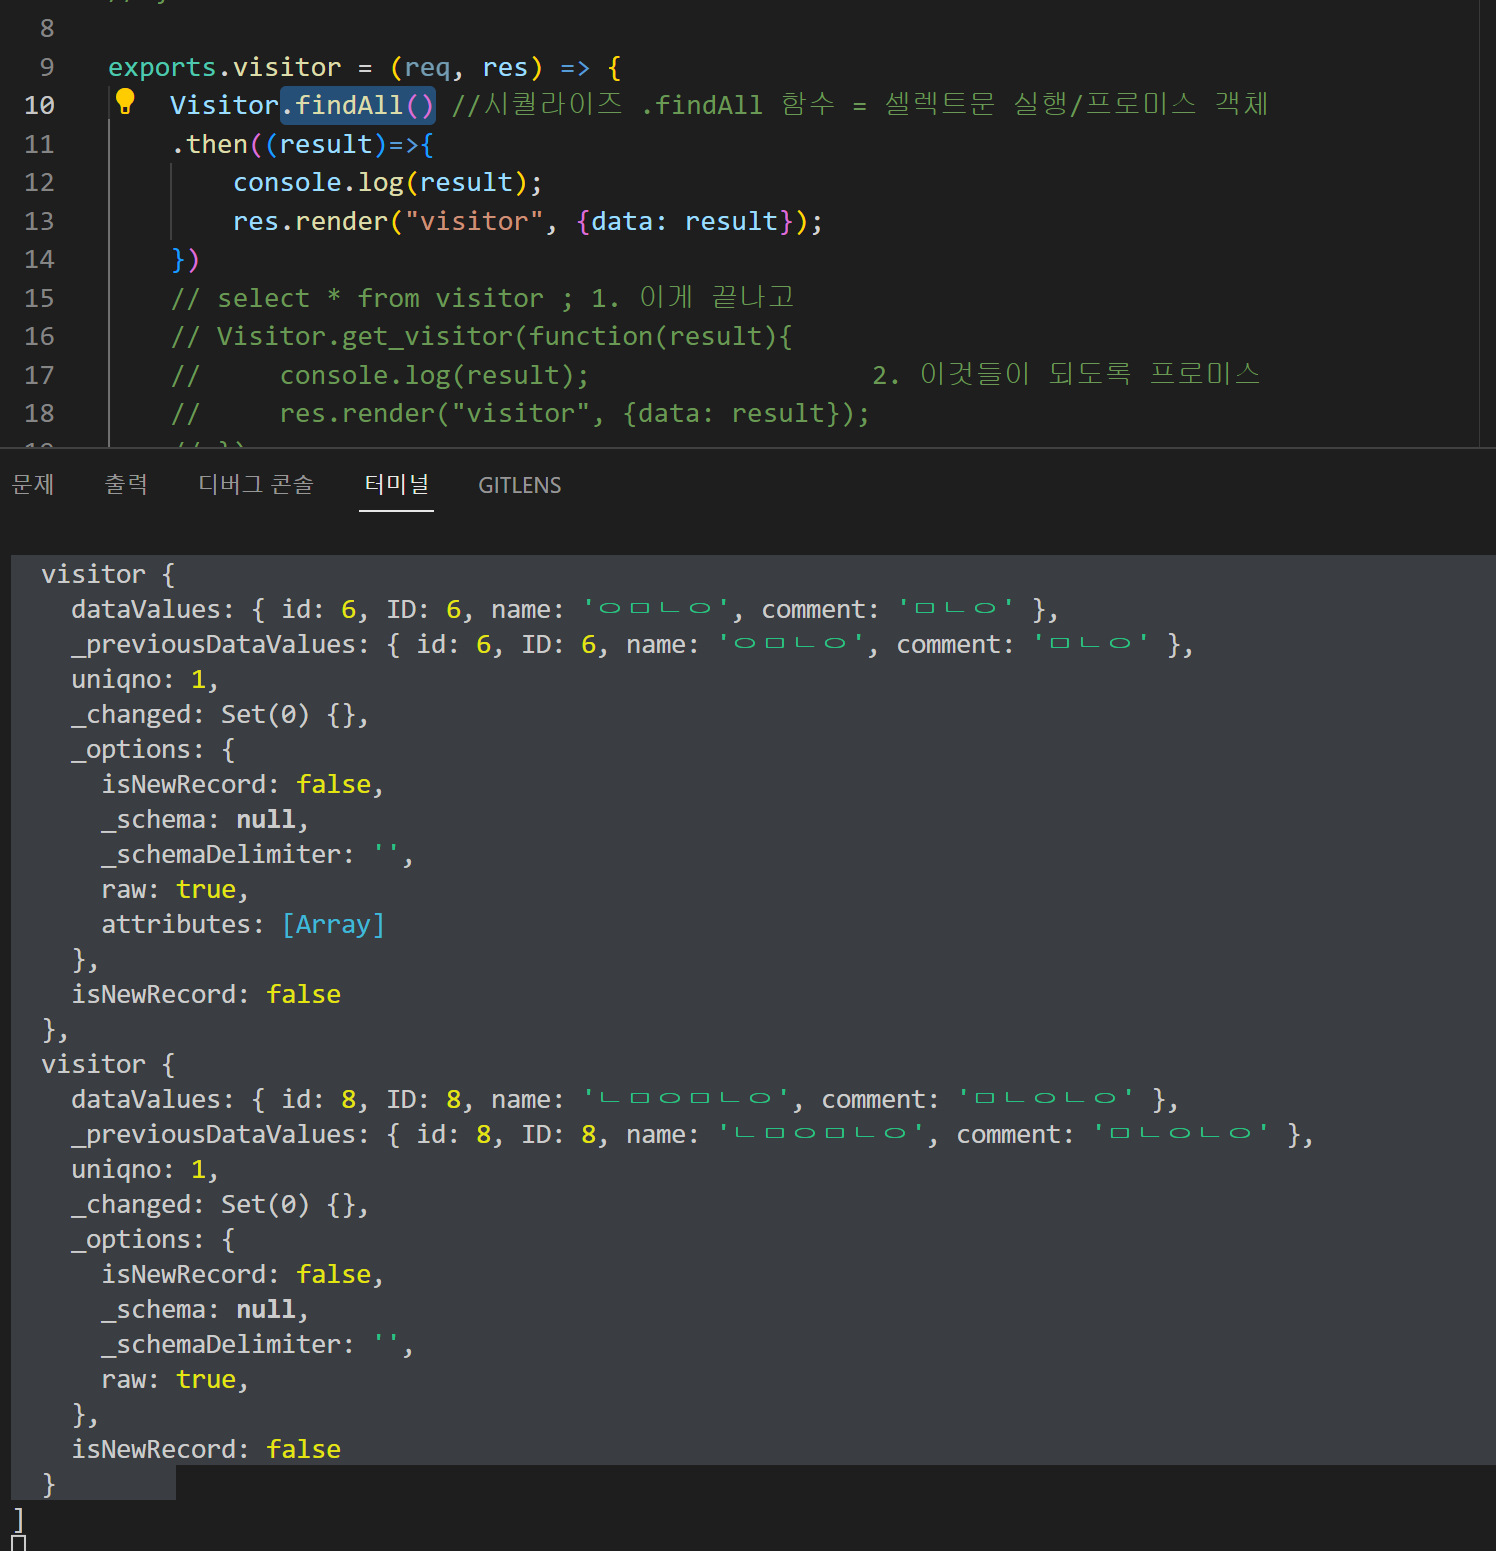 8
9 exports.visitor = (req, res) => {
10 Visitor.findAll() //시퀄라이즈 .findAll 함수 = 셀렉트문 실행/프로미스 객체
11 .then((result)=>{
12 console.log(result);
13 res.render("visitor", {data: result});
14 })
15 // select * from visitor ; 1. 이게 끝나고
16 // Visitor.get_visitor(function(result){
17 // console.log(result); 2. 이것들이 되도록 프로미스
18 // res.render("visitor", {data: result});
문제 출력 디버그 콘솔 터미널 GITLENS
visitor {
dataValues: { id: 6, ID: 6, name: 'ㅇㅁㄴㅇ', comment: 'ㅁㄴㅇ' },
_previousDataValues: { id: 6, ID: 6, name: 'ㅇㅁㄴㅇ', comment: 'ㅁㄴㅇ' },
uniqno: 1,
_changed: Set(0) {},
_options: {
isNewRecord: false,
_schema: null,
_schemaDelimiter: '',
raw: true,
attributes: [Array]
},
isNewRecord: false
},
visitor {
dataValues: { id: 8, ID: 8, name: 'ㄴㅁㅇㅁㄴㅇ', comment: 'ㅁㄴㅇㄴㅇ' },
_previousDataValues: { id: 8, ID: 8, name: 'ㄴㅁㅇㅁㄴㅇ', comment: 'ㅁㄴㅇㄴㅇ' },
uniqno: 1,
_changed: Set(0) {},
_options: {
isNewRecord: false,
_schema: null,
_schemaDelimiter: '',
raw: true,
},
isNewRecord: false
}
]